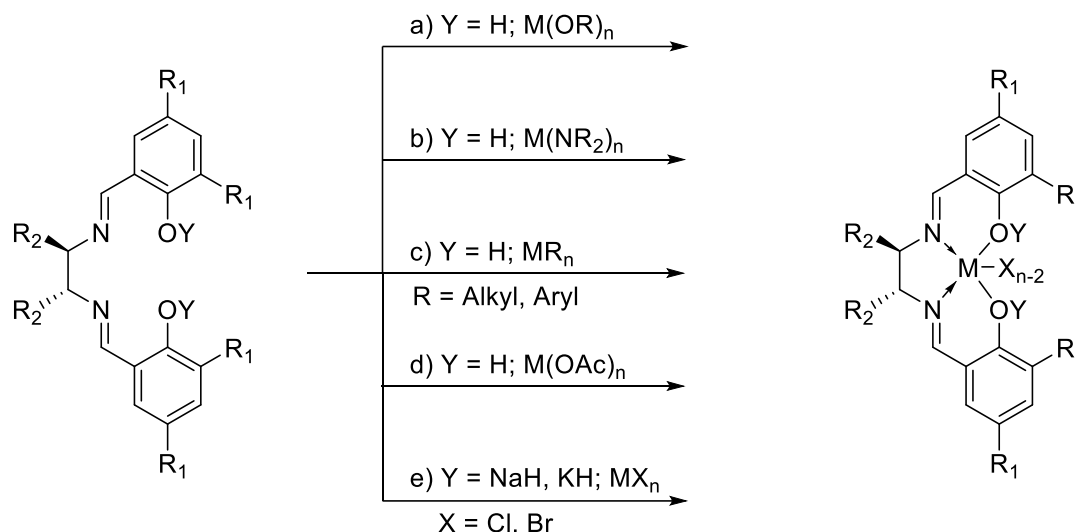 R₁
R₁
R₂
N
OY
R₂
N
OY
R₁
R₁
a) Y = H; M(OR)ₙ
b) Y = H; M(NR₂)ₙ
c) Y = H; MRₙ
R = Alkyl, Aryl
d) Y = H; M(OAc)ₙ
e) Y = NaH, KH; MXₙ
X = Cl, Br
R₁
R
R₂
N
OY
M
Xₙ₋₂
R₂
N
OY
R
R₁